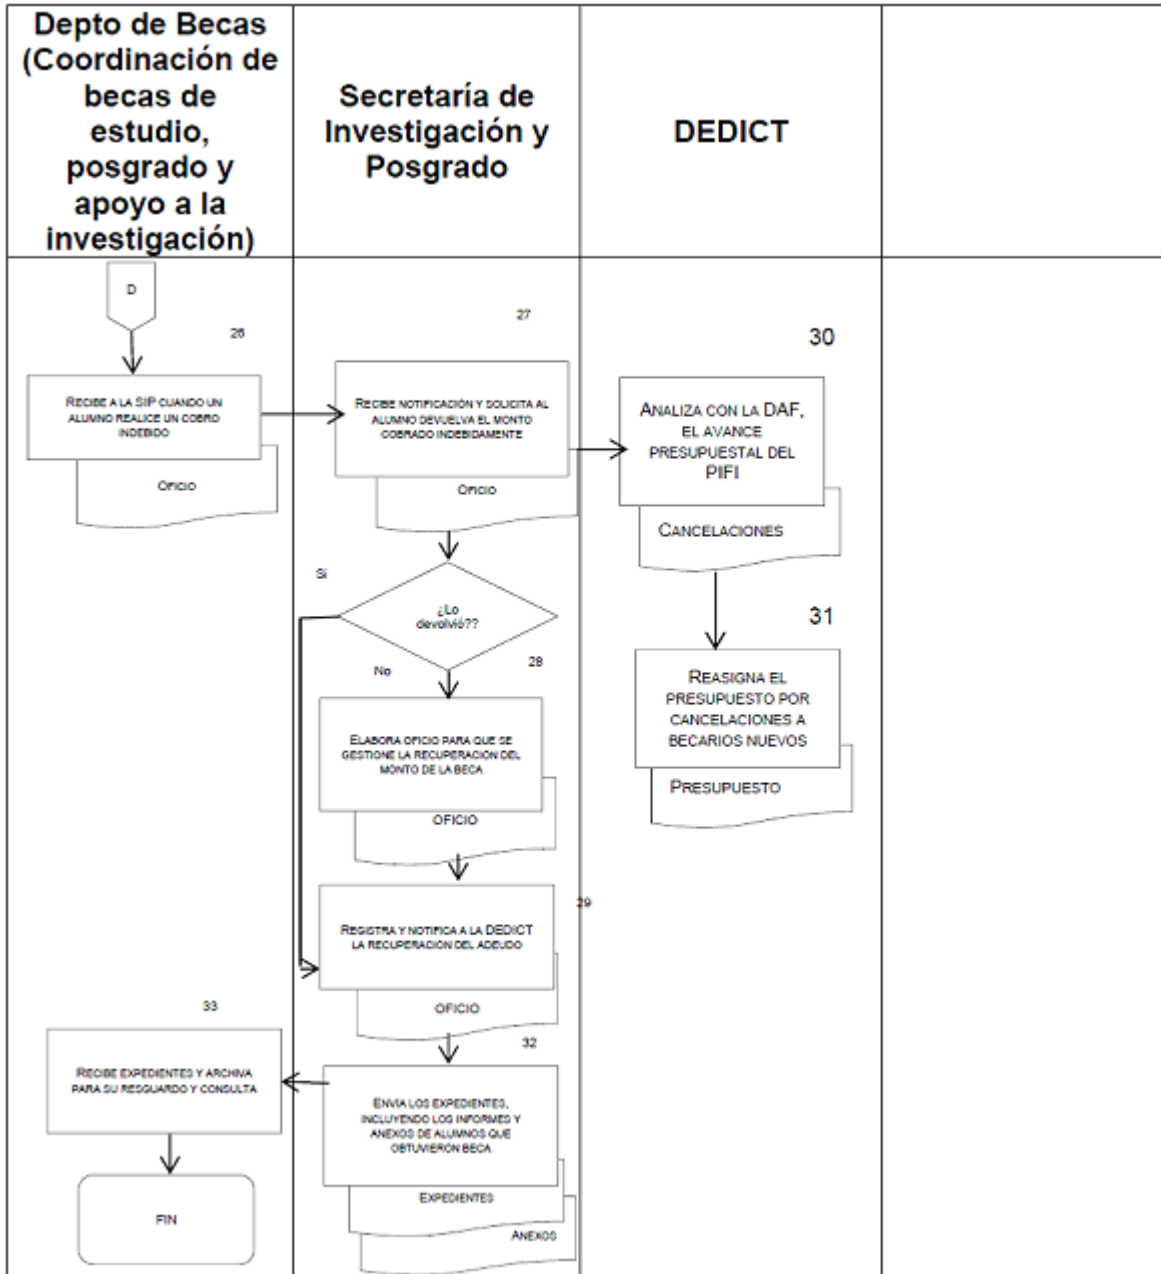 Depto de Becas
(Coordinación de
becas de
estudio,
posgrado y
apoyo a la
investigación)
Secretaría de
Investigación y
Posgrado
DEDICT
D
26
RECIBE A LA SIP CUANDO UN
ALUMNO REALICE UN COBRO
INDEBIDO
OFICIO
27
RECIBE NOTIFICACIÓN Y SOLICITA AL
ALUMNO DEVUELVA EL MONTO
COBRADO INDEBIDAMENTE
OFICIO
30
ANALIZA CON LA DAF,
EL AVANCE
PRESUPUESTAL DEL
PIFI
CANCELACIONES
Sí
¿Lo
devolvió??
No
28
31
REASIGNA EL
PRESUPUESTO POR
CANCELACIONES A
BECARIOS NUEVOS
PRESUPUESTO
ELABORA OFICIO PARA QUE SE
GESTIONE LA RECUPERACIÓN DEL
MONTO DE LA BECA
OFICIO
29
REGISTRA Y NOTIFICA A LA DEDICT
LA RECUPERACIÓN DEL ADEUDO
OFICIO
32
ENVIA LOS EXPEDIENTES,
INCLUYENDO LOS INFORMES Y
ANEXOS DE ALUMNOS QUE
OBTUVIERON BECA
EXPEDIENTES
ANEXOS
33
RECIBE EXPEDIENTES Y ARCHIVA
PARA SU RESGUARDO Y CONSULTA
FIN